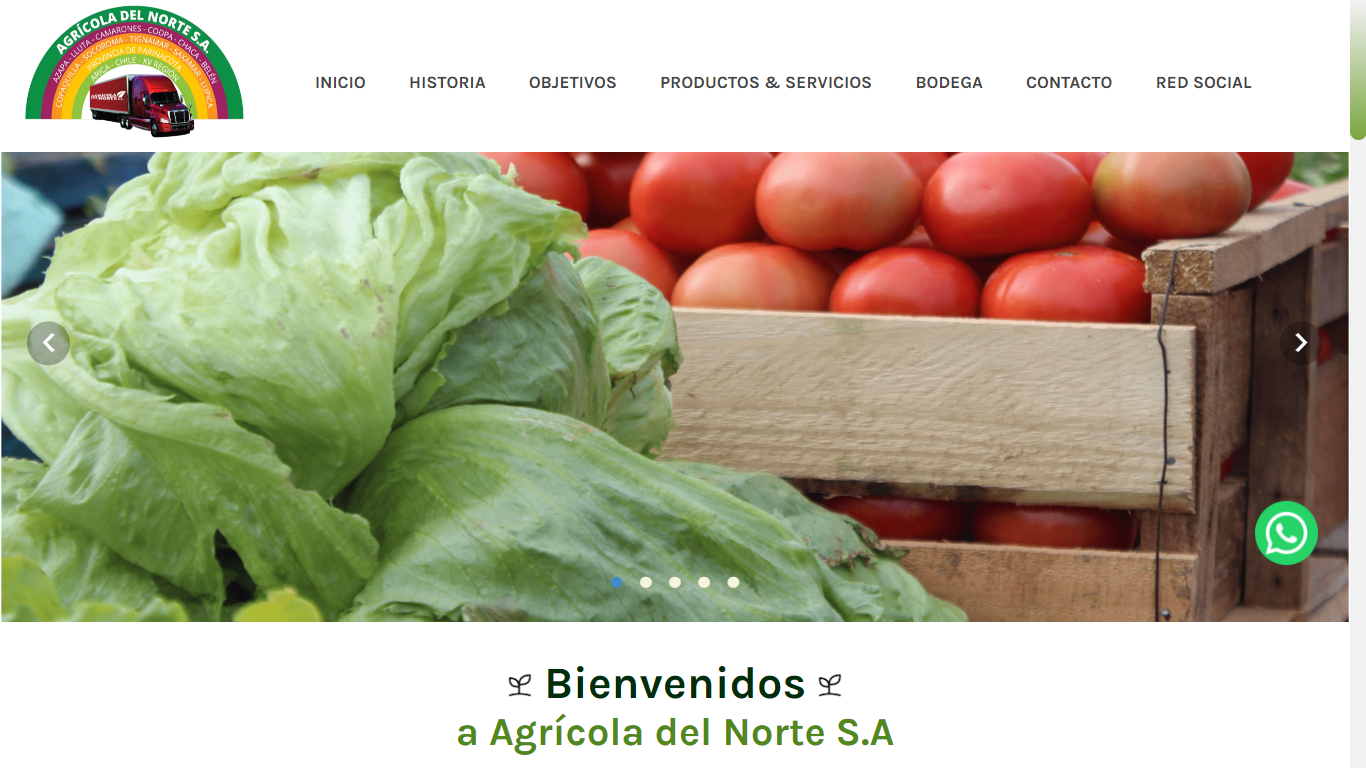 AGRÍCOLA DEL NORTE S.A.
AZAPA - LLUTA - CAMARONES - CODPA - CHACA - BELÉN
COPAQUILLA - SOCOROMA - TIGNAMAR - SAXAMAR - LUPICA
PROVINCIA DE PARINACOTA
ARICA - CHILE - XV REGIÓN
INICIO HISTORIA OBJETIVOS PRODUCTOS & SERVICIOS BODEGA CONTACTO RED SOCIAL
Bienvenidos
a Agrícola del Norte S.A